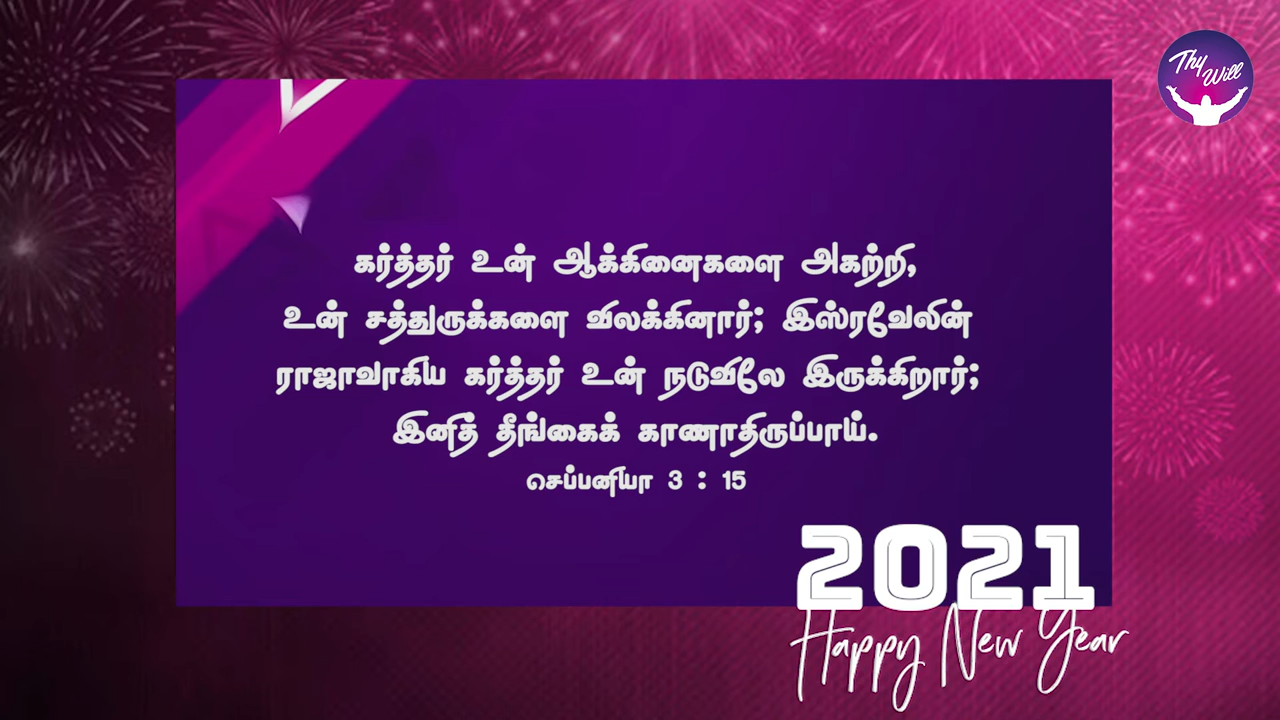 Thy Will
கர்த்தர் உன் ஆக்கினைகளை அகற்றி,
உன் சத்துருக்களை விலக்கினார்; இஸ்ரவேலின்
ராஜாவாகிய கர்த்தர் உன் நடுவிலே இருக்கிறார்;
இனித் தீங்கைக் காணாதிருப்பாய்.
செப்பனியா 3 : 15
2021
Happy New Year